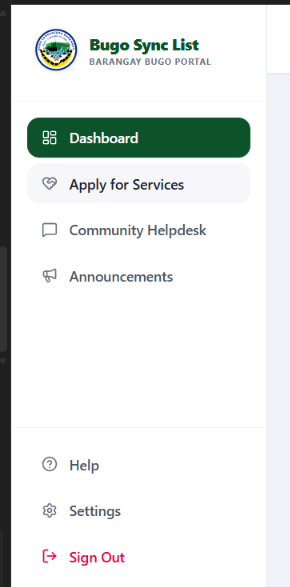 Bugo Sync List
BARANGAY BUGO PORTAL
Dashboard
Apply for Services
Community Helpdesk
Announcements
Help
Settings
Sign Out